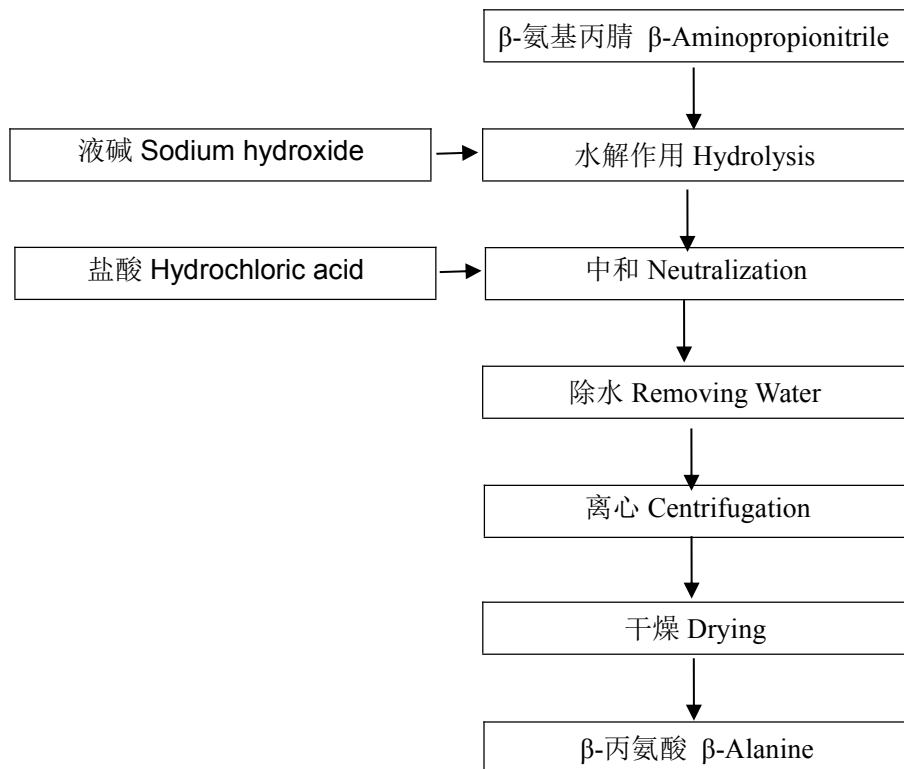 β-氨基丙腈 β-Aminopropionitrile
液碱 Sodium hydroxide
水解作用 Hydrolysis
盐酸 Hydrochloric acid
中和 Neutralization
除水 Removing Water
离心 Centrifugation
干燥 Drying
β-丙氨酸 β-Alanine